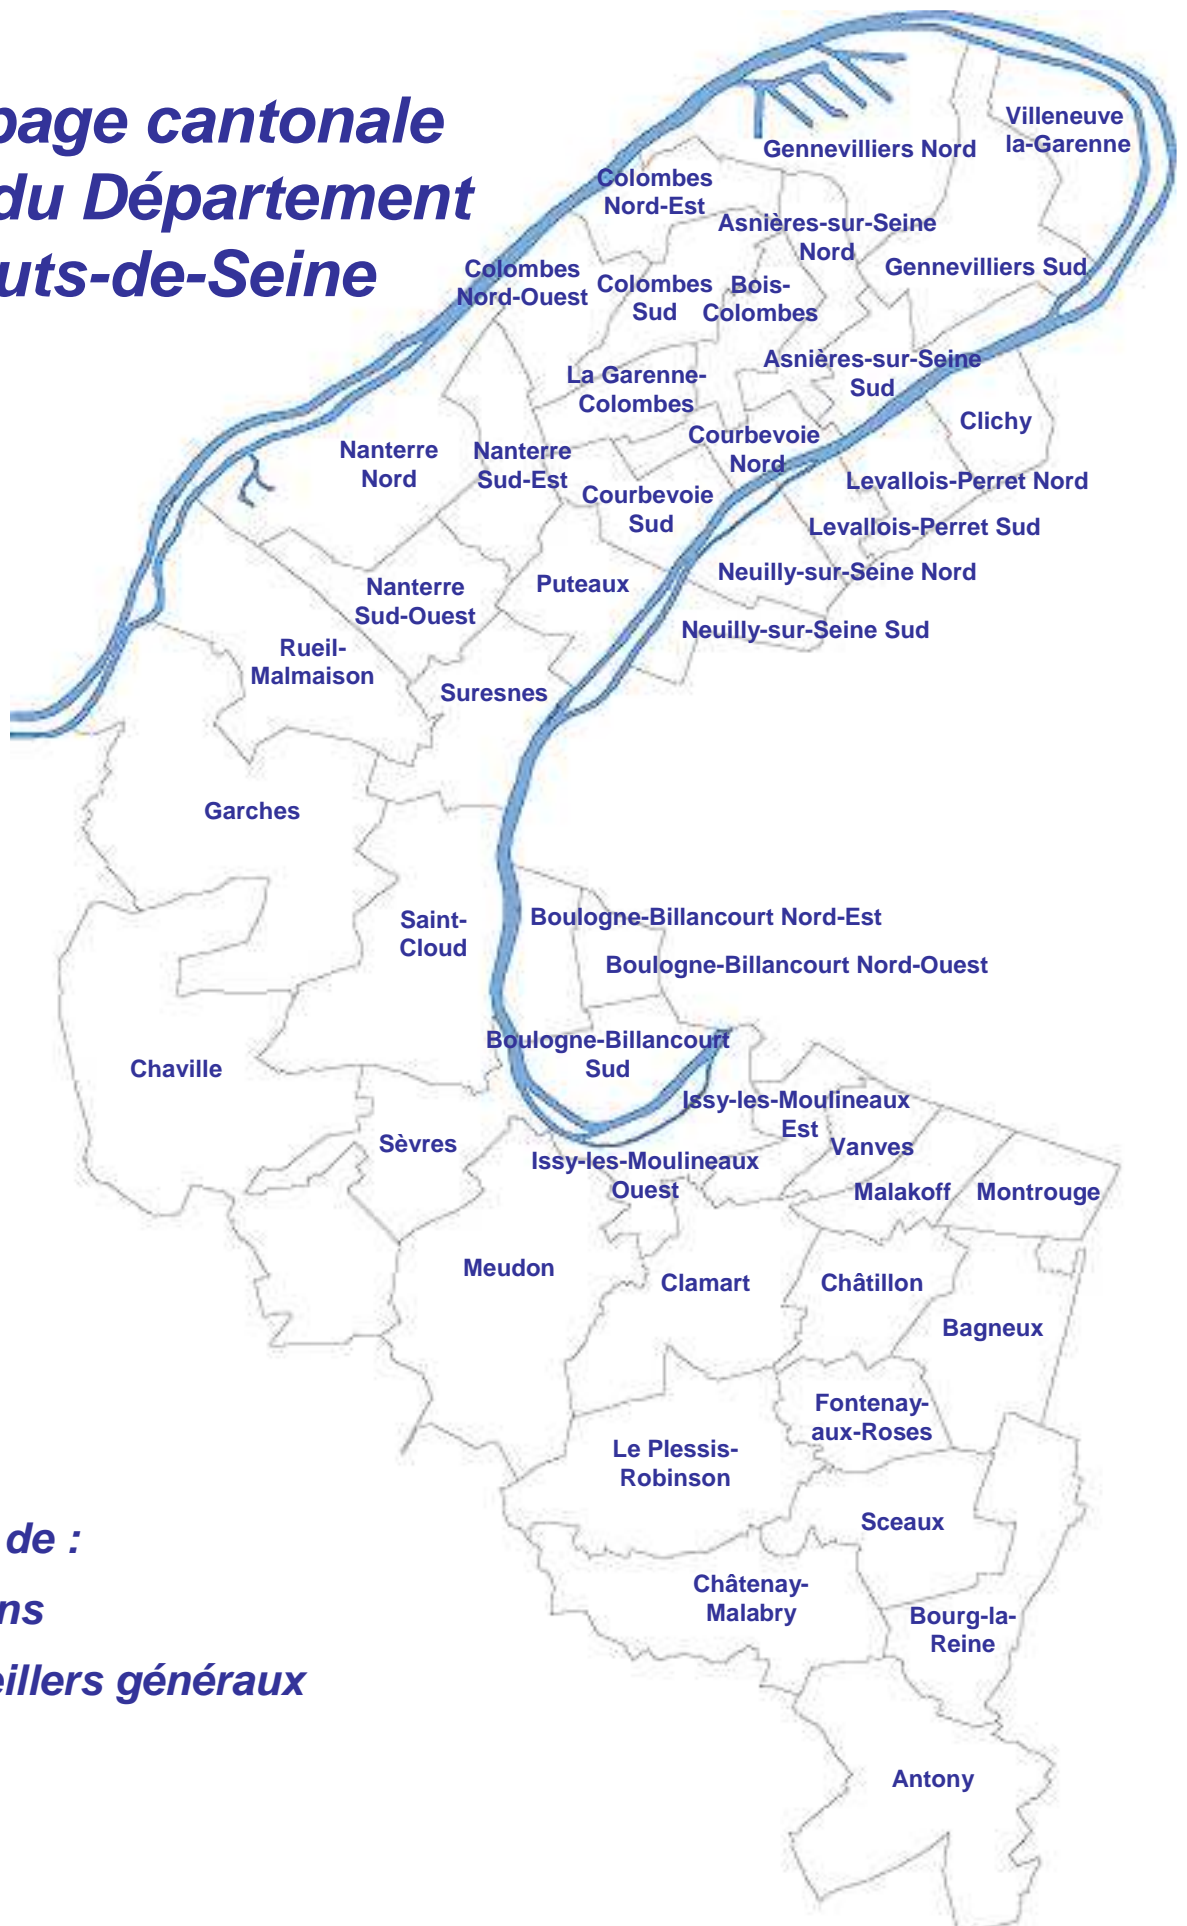 page cantonale
du Département
uts-de-Seine
Villeneuve
la-Garenne
Gennevilliers Nord
Colombes
Nord-Est
Asnières-sur-Seine
Nord
Gennevilliers Sud
Colombes
Nord-Ouest
Colombes
Sud
Bois-
Colombes
Asnières-sur-Seine
Sud
La Garenne-
Colombes
Clichy
Courbevoie
Nord
Nanterre
Nord
Nanterre
Sud-Est
Levallois-Perret Nord
Courbevoie
Sud
Levallois-Perret Sud
Neuilly-sur-Seine Nord
Puteaux
Nanterre
Sud-Ouest
Neuilly-sur-Seine Sud
Rueil-
Malmaison
Suresnes
Garches
Saint-
Cloud
Boulogne-Billancourt Nord-Est
Boulogne-Billancourt Nord-Ouest
Boulogne-Billancourt
Sud
Chaville
Issy-les-Moulineaux
Est
Sèvres
Vanves
Issy-les-Moulineaux
Ouest
Malakoff
Montrouge
Meudon
Clamart
Châtillon
Bagneux
Fontenay-
aux-Roses
Le Plessis-
Robinson
Sceaux
de :
Châtenay-
Malabry
ns
Bourg-la-
Reine
eillers généraux
Antony